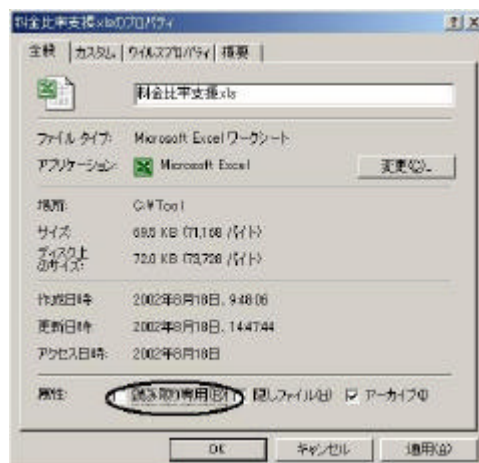 料金比率支援.xlsのプロパティ
全般 カスタム ウイルスプロパティ 概要
料金比率支援.xls
ファイル タイプ: Microsoft Excel ワークシート
アプリケーション: Microsoft Excel 変更(C)...
場所: C:¥Tool
サイズ: 69.5 KB (71,168 バイト)
ディスク上
のサイズ: 72.0 KB (73,728 バイト)
作成日時: 2002年8月18日、9:48:06
更新日時: 2002年8月18日、14:47:44
アクセス日時: 2002年8月18日
属性: 読み取り専用(R) 隠しファイル(H) アーカイブ(I)
OK キャンセル 適用(A)